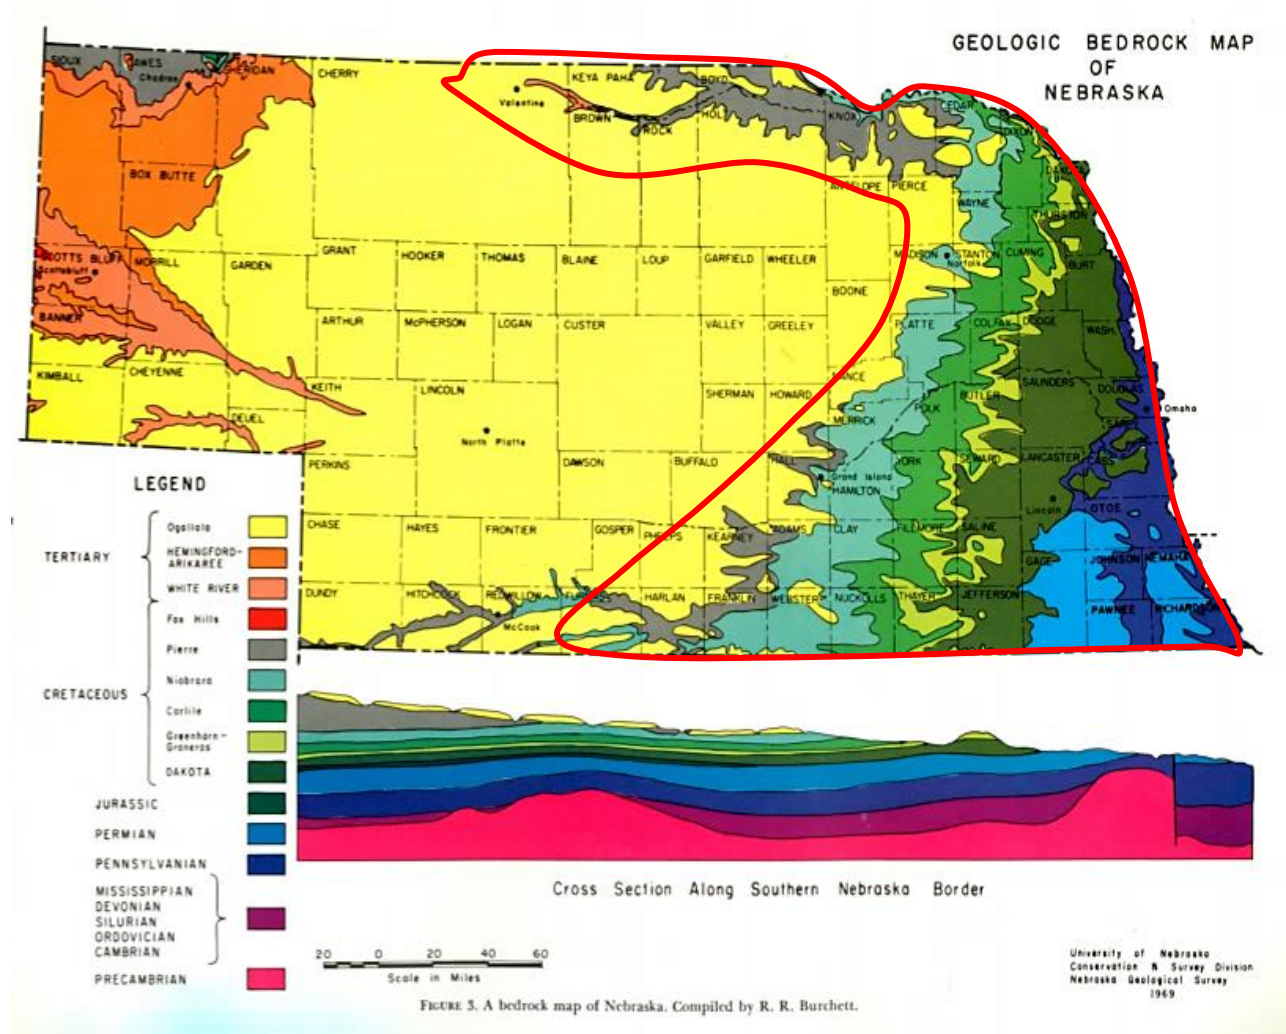 GEOLOGIC BEDROCK MAP
OF
NEBRASKA
SIOUX
DAWES
Chadron
SHERIDAN
CHERRY
KEYA PAHA
BOYD
Valentine
BROWN
ROCK
HOLT
KNOX
CEDAR
DIXON
DAKOTA
BOX BUTTE
ANTELOPE
PIERCE
WAYNE
THURSTON
SCOTTS BLUFF
Scottsbluff
MORRILL
GARDEN
GRANT
HOOKER
THOMAS
BLAINE
LOUP
GARFIELD
WHEELER
MADISON
Norfolk
STANTON
CUMING
BURT
BOONE
BANNER
ARTHUR
McPHERSON
LOGAN
CUSTER
VALLEY
GREELEY
PLATTE
COLFAX
DODGE
WASH.
KIMBALL
CHEYENNE
KEITH
LINCOLN
NANCE
SHERMAN
HOWARD
MERRICK
POLK
BUTLER
SAUNDERS
DOUGLAS
Omaha
SARPY
DEUEL
North Platte
PERKINS
DAWSON
BUFFALO
HALL
Grand Island
HAMILTON
YORK
SEWARD
LANCASTER
CASS
Lincoln
OTOE
CHASE
HAYES
FRONTIER
GOSPER
PHELPS
KEARNEY
ADAMS
CLAY
FILLMORE
SALINE
GAGE
JOHNSON
NEMAHA
DUNDY
HITCHCOCK
REDWILLOW
FURNAS
HARLAN
FRANKLIN
WEBSTER
NUCKOLLS
THAYER
JEFFERSON
PAWNEE
RICHARDSON
McCook
LEGEND
TERTIARY
Ogallala
HEMINGFORD-
ARIKAREE
WHITE RIVER
CRETACEOUS
Fox Hills
Pierre
Niobrara
Carlile
Greenhorn-
Graneros
DAKOTA
JURASSIC
PERMIAN
PENNSYLVANIAN
MISSISSIPPIAN
DEVONIAN
SILURIAN
ORDOVICIAN
CAMBRIAN
PRECAMBRIAN
Cross Section Along Southern Nebraska Border
20 0 20 40 60
Scale in Miles
University of Nebraska
Conservation & Survey Division
Nebraska Geological Survey
1969
FIGURE 3. A bedrock map of Nebraska. Compiled by R. R. Burchett.